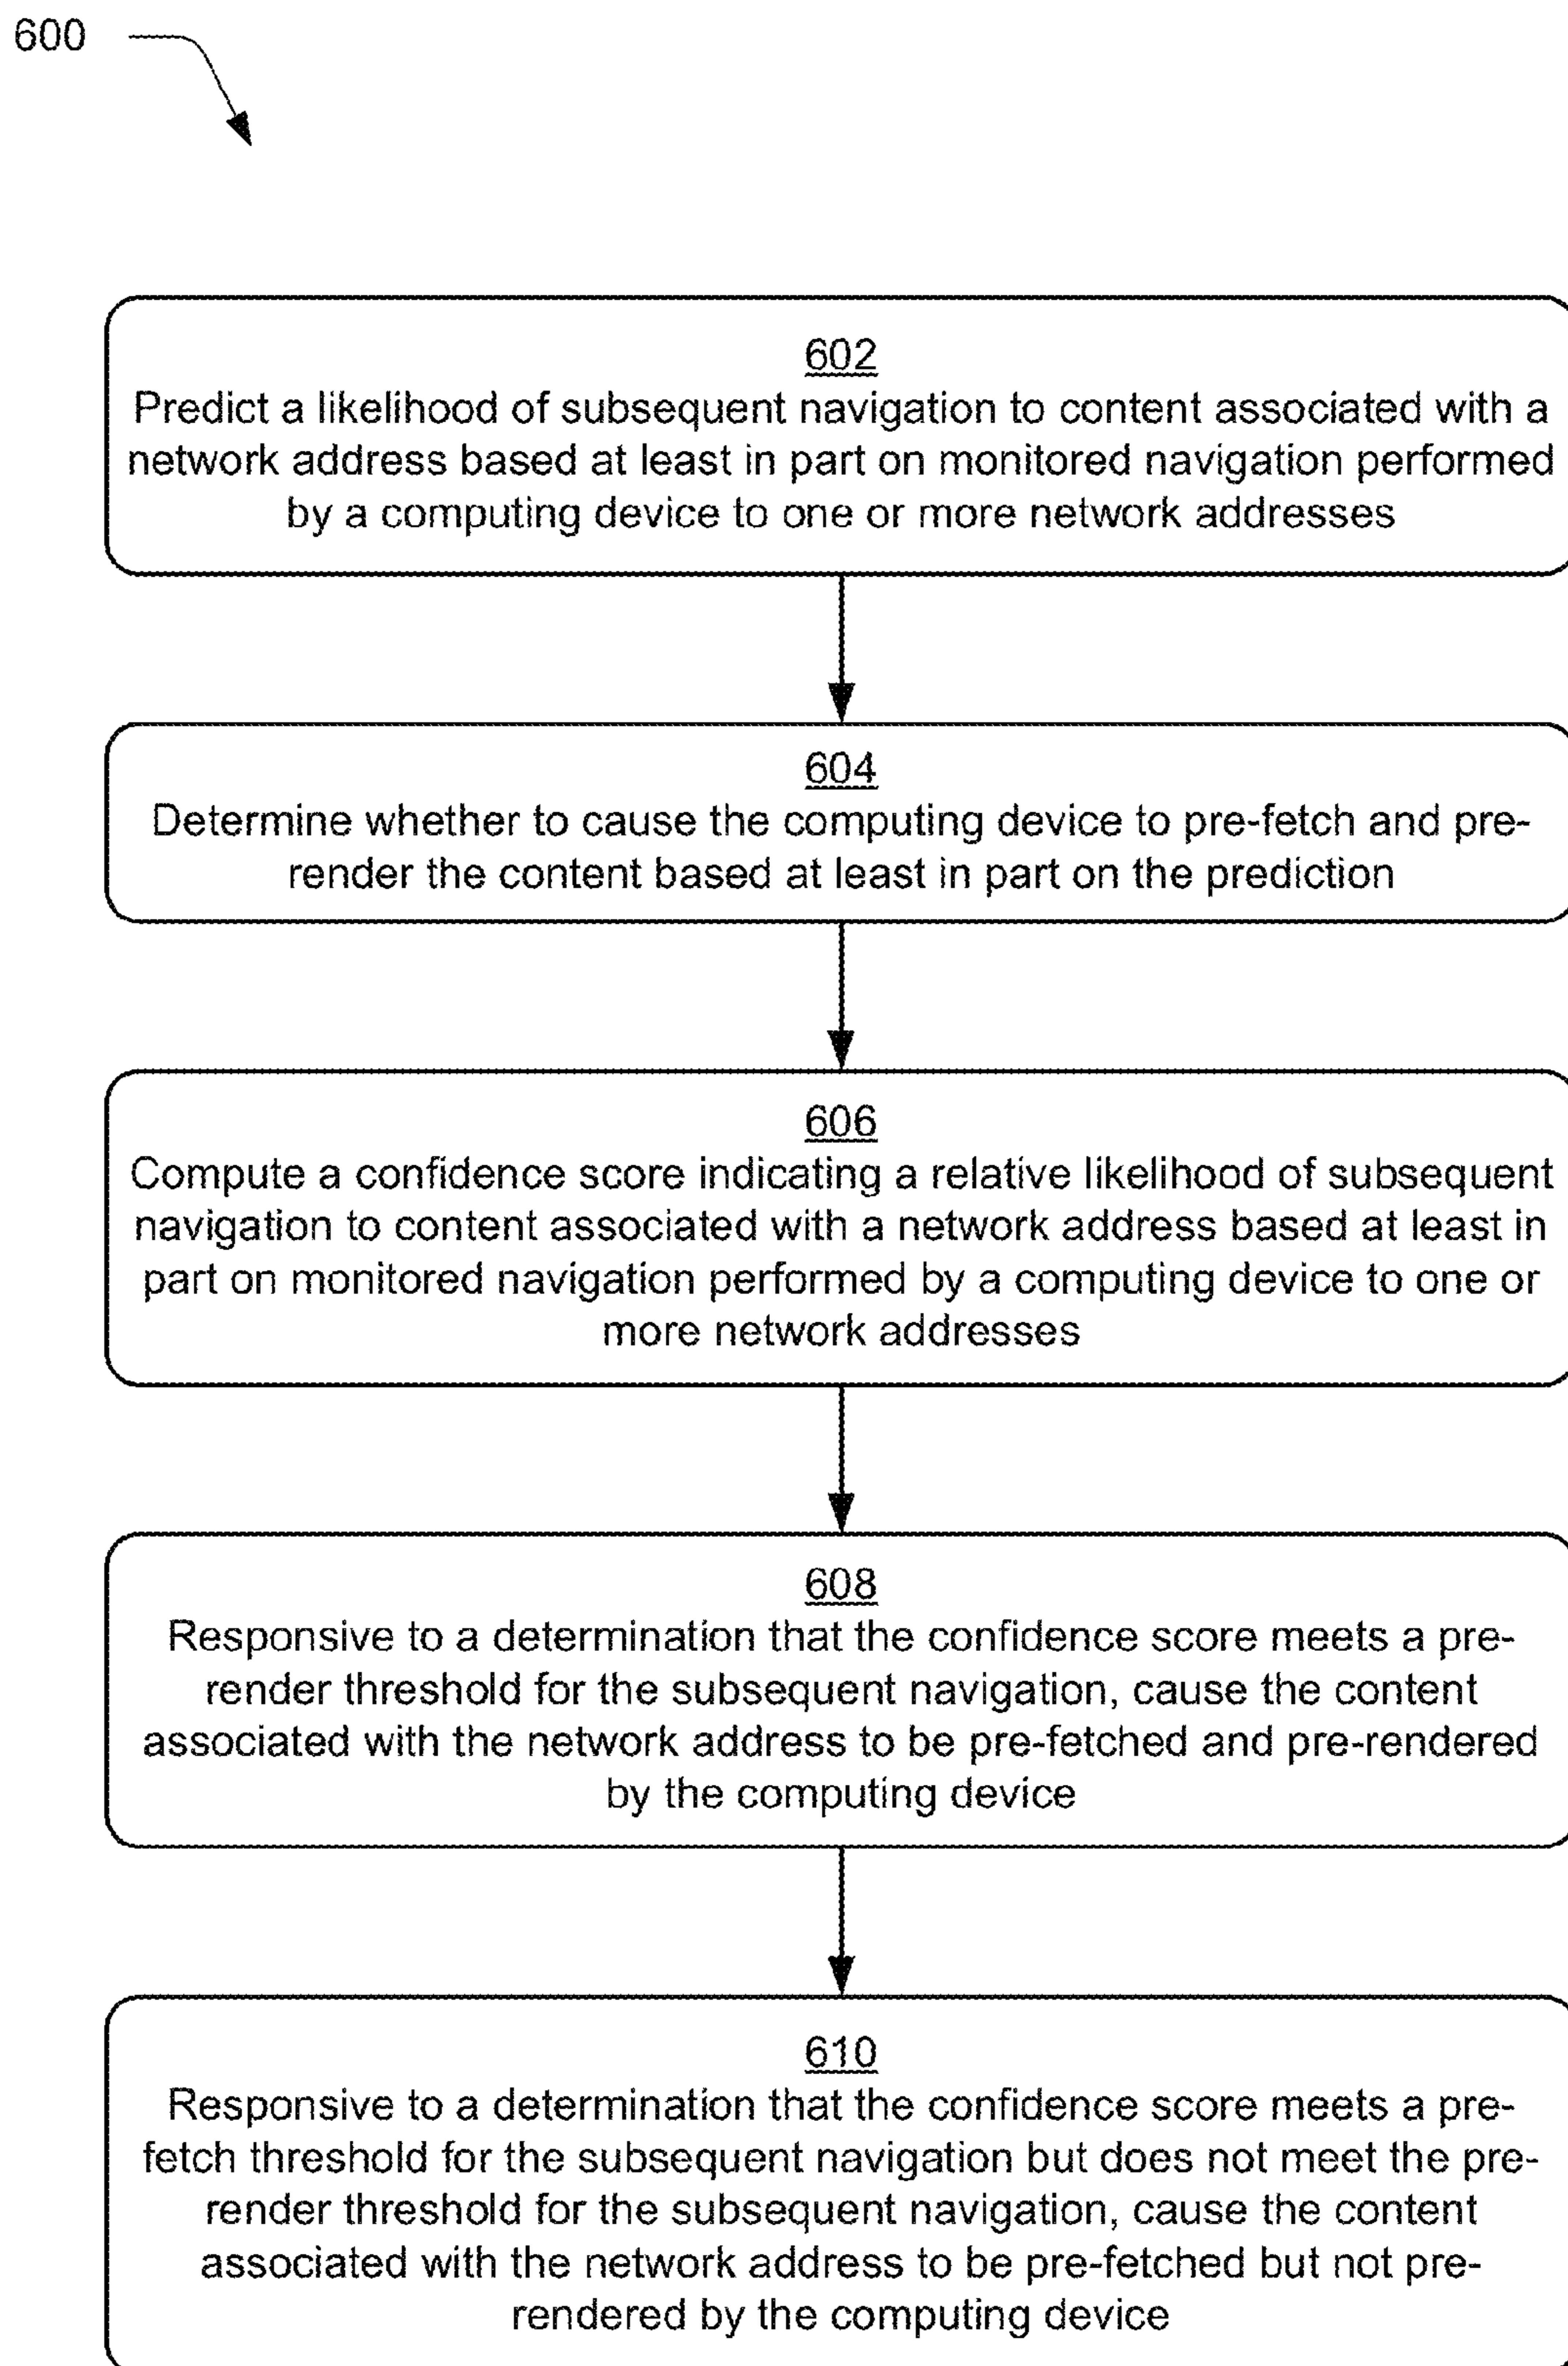 600
602
Predict a likelihood of subsequent navigation to content associated with a
network address based at least in part on monitored navigation performed
by a computing device to one or more network addresses
604
Determine whether to cause the computing device to pre-fetch and pre-
render the content based at least in part on the prediction
606
Compute a confidence score indicating a relative likelihood of subsequent
navigation to content associated with a network address based at least in
part on monitored navigation performed by a computing device to one or
more network addresses
608
Responsive to a determination that the confidence score meets a pre-
render threshold for the subsequent navigation, cause the content
associated with the network address to be pre-fetched and pre-rendered
by the computing device
610
Responsive to a determination that the confidence score meets a pre-
fetch threshold for the subsequent navigation but does not meet the pre-
render threshold for the subsequent navigation, cause the content
associated with the network address to be pre-fetched but not pre-
rendered by the computing device